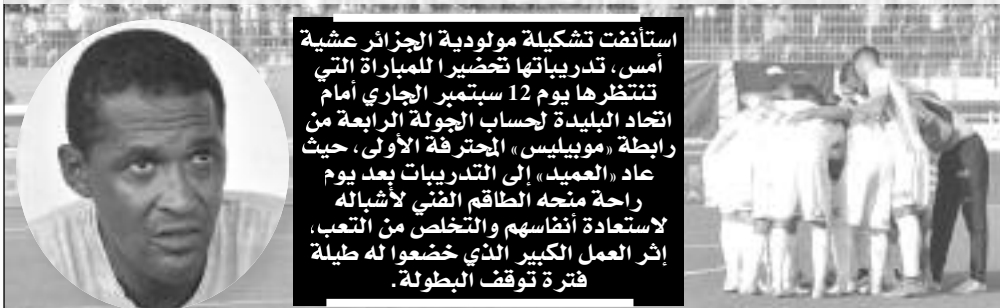 استأنفت تشكيلة مولودية الجزائر عشية
أمس، تدريباتها تحضيرا للمباراة التي
تنتظرها يوم 12 سبتمبر الجاري أمام
اتحاد البليدة لحساب الجولة الرابعة من
رابطة «موبيليس» المحترفة الأولى، حيث
عاد «العميد» إلى التدريبات بعد يوم
راحة منحه الطاقم الفني لأشباله
لاستعادة أنفاسهم والتخلص من التعب،
إثر العمل الكبير الذي خضعوا له طيلة
فترة توقف البطولة.